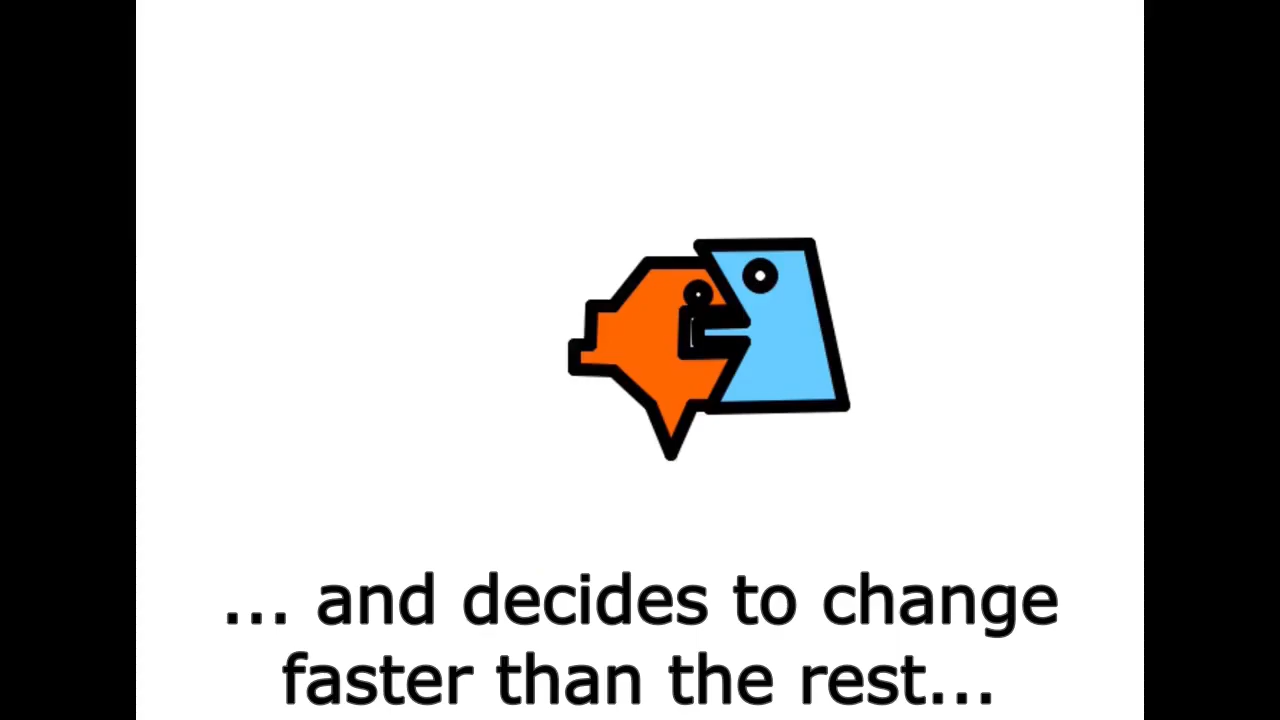 ... and decides to change
faster than the rest...